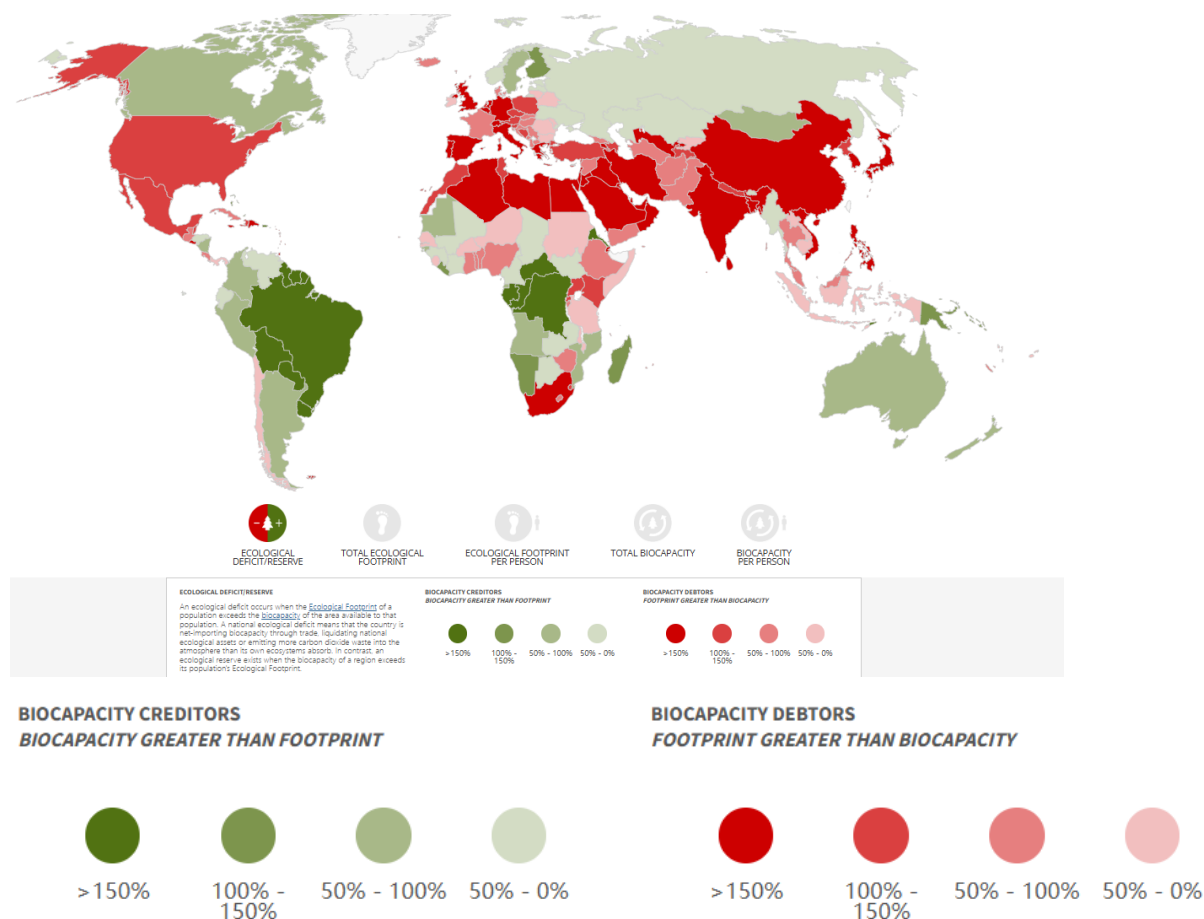 ECOLOGICAL
DEFICIT/RESERVE
TOTAL ECOLOGICAL
FOOTPRINT
ECOLOGICAL FOOTPRINT
PER PERSON
TOTAL BIOCAPACITY
BIOCAPACITY
PER PERSON
ECOLOGICAL DEFICIT/RESERVE
An ecological deficit occurs when the Ecological Footprint of a
population exceeds the biocapacity of the area available to that
population. A national ecological deficit means that the country is
net-importing biocapacity through trade, liquidating national
ecological assets or emitting more carbon dioxide waste into the
atmosphere than its own ecosystems absorb. In contrast, an
ecological reserve exists when the biocapacity of a region exceeds
its population's Ecological Footprint.
BIOCAPACITY CREDITORS
BIOCAPACITY GREATER THAN FOOTPRINT
>150%
100% -
150%
50% - 100%
50% - 0%
BIOCAPACITY DEBTORS
FOOTPRINT GREATER THAN BIOCAPACITY
>150%
100% -
150%
50% - 100%
50% - 0%
BIOCAPACITY CREDITORS
BIOCAPACITY GREATER THAN FOOTPRINT
>150%
100% -
150%
50% - 100%
50% - 0%
BIOCAPACITY DEBTORS
FOOTPRINT GREATER THAN BIOCAPACITY
>150%
100% -
150%
50% - 100%
50% - 0%